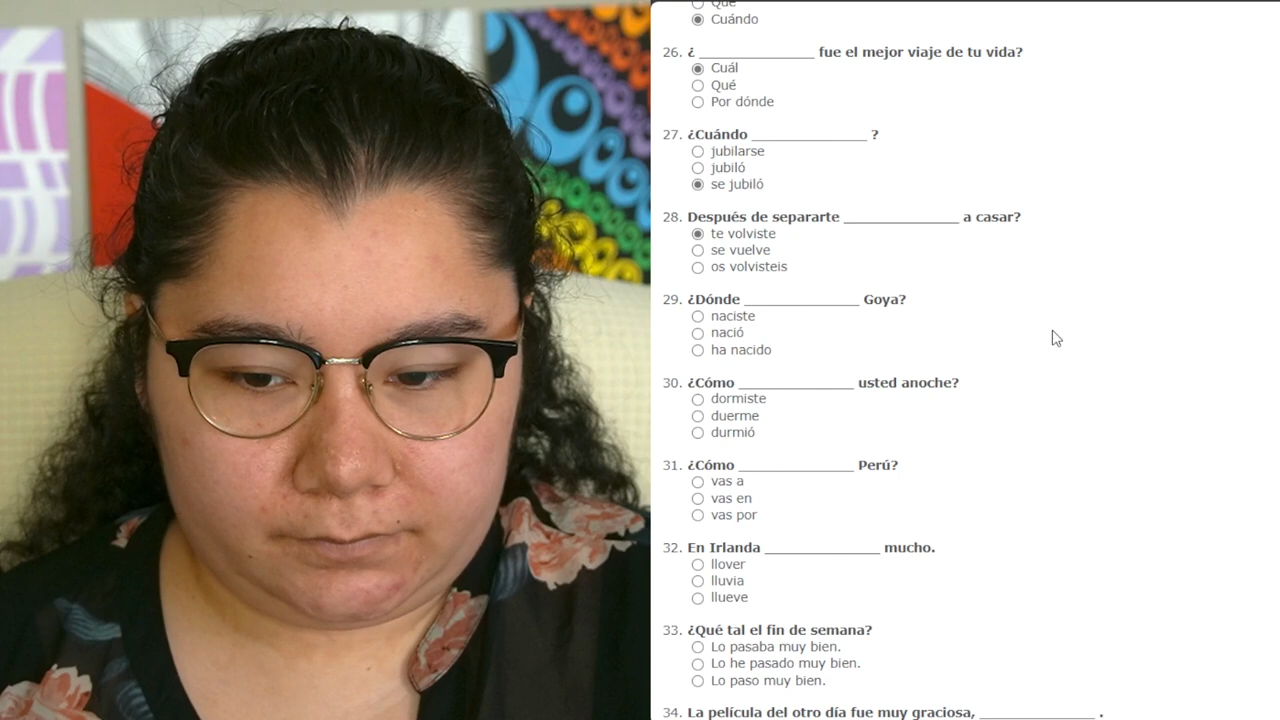 Qué
Cuándo
26. ¿ _______________ fue el mejor viaje de tu vida?
Cuál
Qué
Por dónde
27. ¿Cuándo _______________ ?
jubilarse
jubiló
se jubiló
28. Después de separarte _______________ a casar?
te volviste
se vuelve
os volvisteis
29. ¿Dónde _______________ Goya?
naciste
nació
ha nacido
30. ¿Cómo _______________ usted anoche?
dormiste
duerme
durmió
31. ¿Cómo _______________ Perú?
vas a
vas en
vas por
32. En Irlanda _______________ mucho.
llover
lluvia
llueve
33. ¿Qué tal el fin de semana?
Lo pasaba muy bien.
Lo he pasado muy bien.
Lo paso muy bien.
34. La película del otro día fue muy graciosa, _______________ .